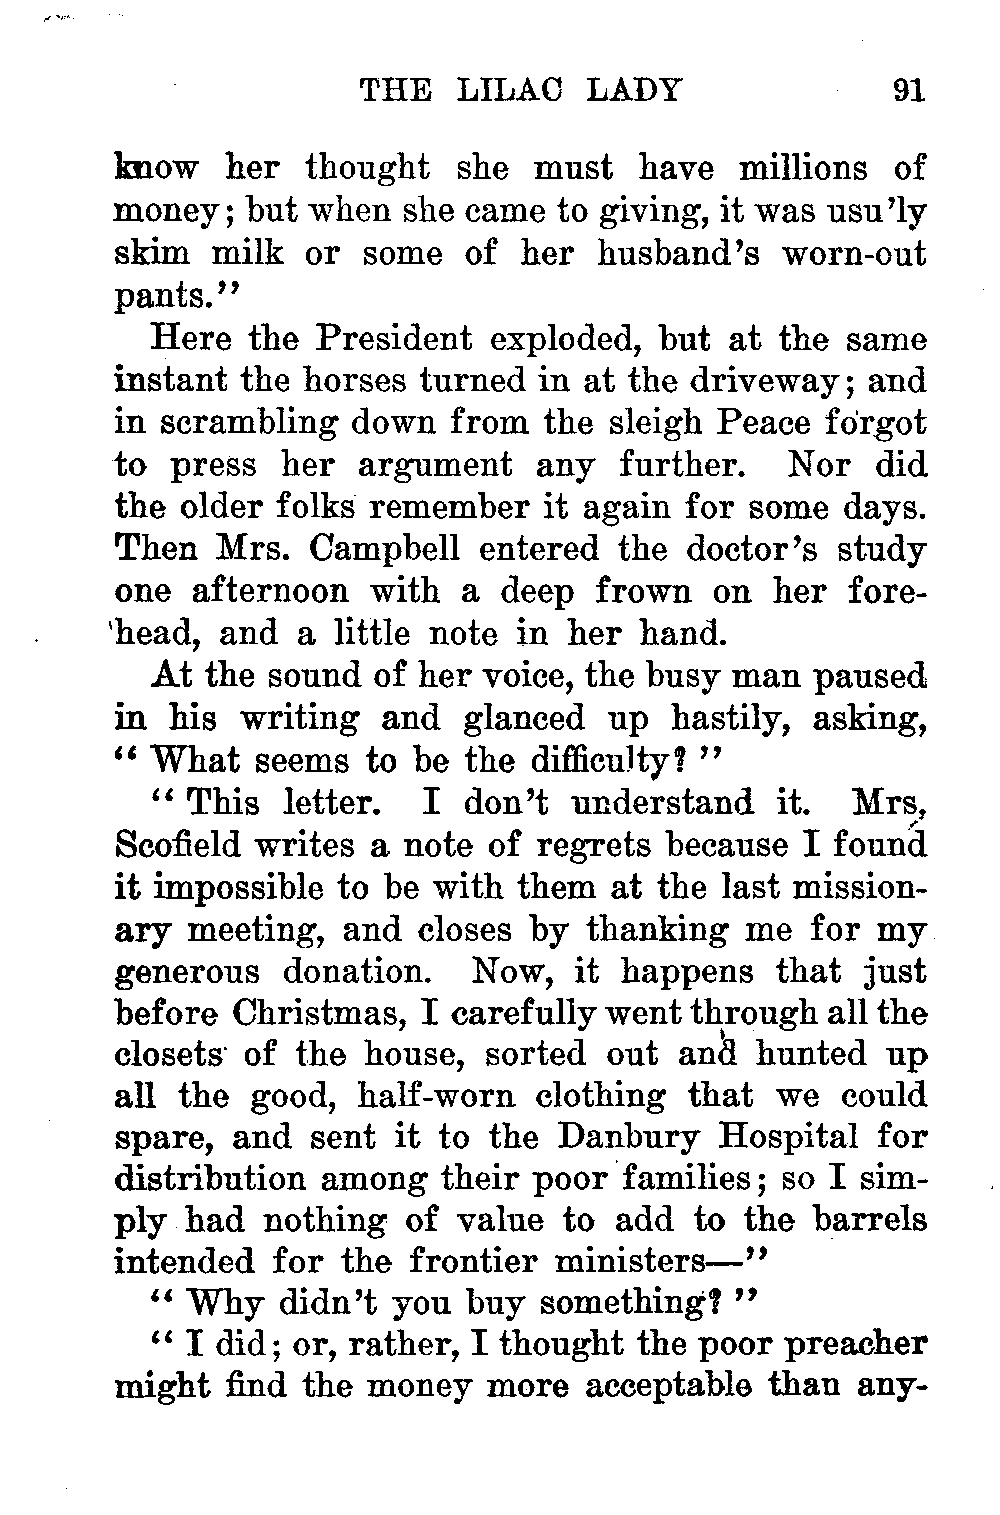 THE LILAC LADY 91
know her thought she must have millions of
money; but when she came to giving, it was usu'ly
skim milk or some of her husband's worn-out
pants."
Here the President exploded, but at the same
instant the horses turned in at the driveway; and
in scrambling down from the sleigh Peace forgot
to press her argument any further. Nor did
the older folks remember it again for some days.
Then Mrs. Campbell entered the doctor's study
one afternoon with a deep frown on her fore-
head, and a little note in her hand.
At the sound of her voice, the busy man paused
in his writing and glanced up hastily, asking,
"What seems to be the difficulty?"
"This letter. I don't understand it. Mrs.
Scofield writes a note of regrets because I found
it impossible to be with them at the last mission-
ary meeting, and closes by thanking me for my
generous donation. Now, it happens that just
before Christmas, I carefully went through all the
closets of the house, sorted out and hunted up
all the good, half-worn clothing that we could
spare, and sent it to the Danbury Hospital for
distribution among their poor families; so I sim-
ply had nothing of value to add to the barrels
intended for the frontier ministers—"
"Why didn't you buy something?"
"I did; or, rather, I thought the poor preacher
might find the money more acceptable than any-